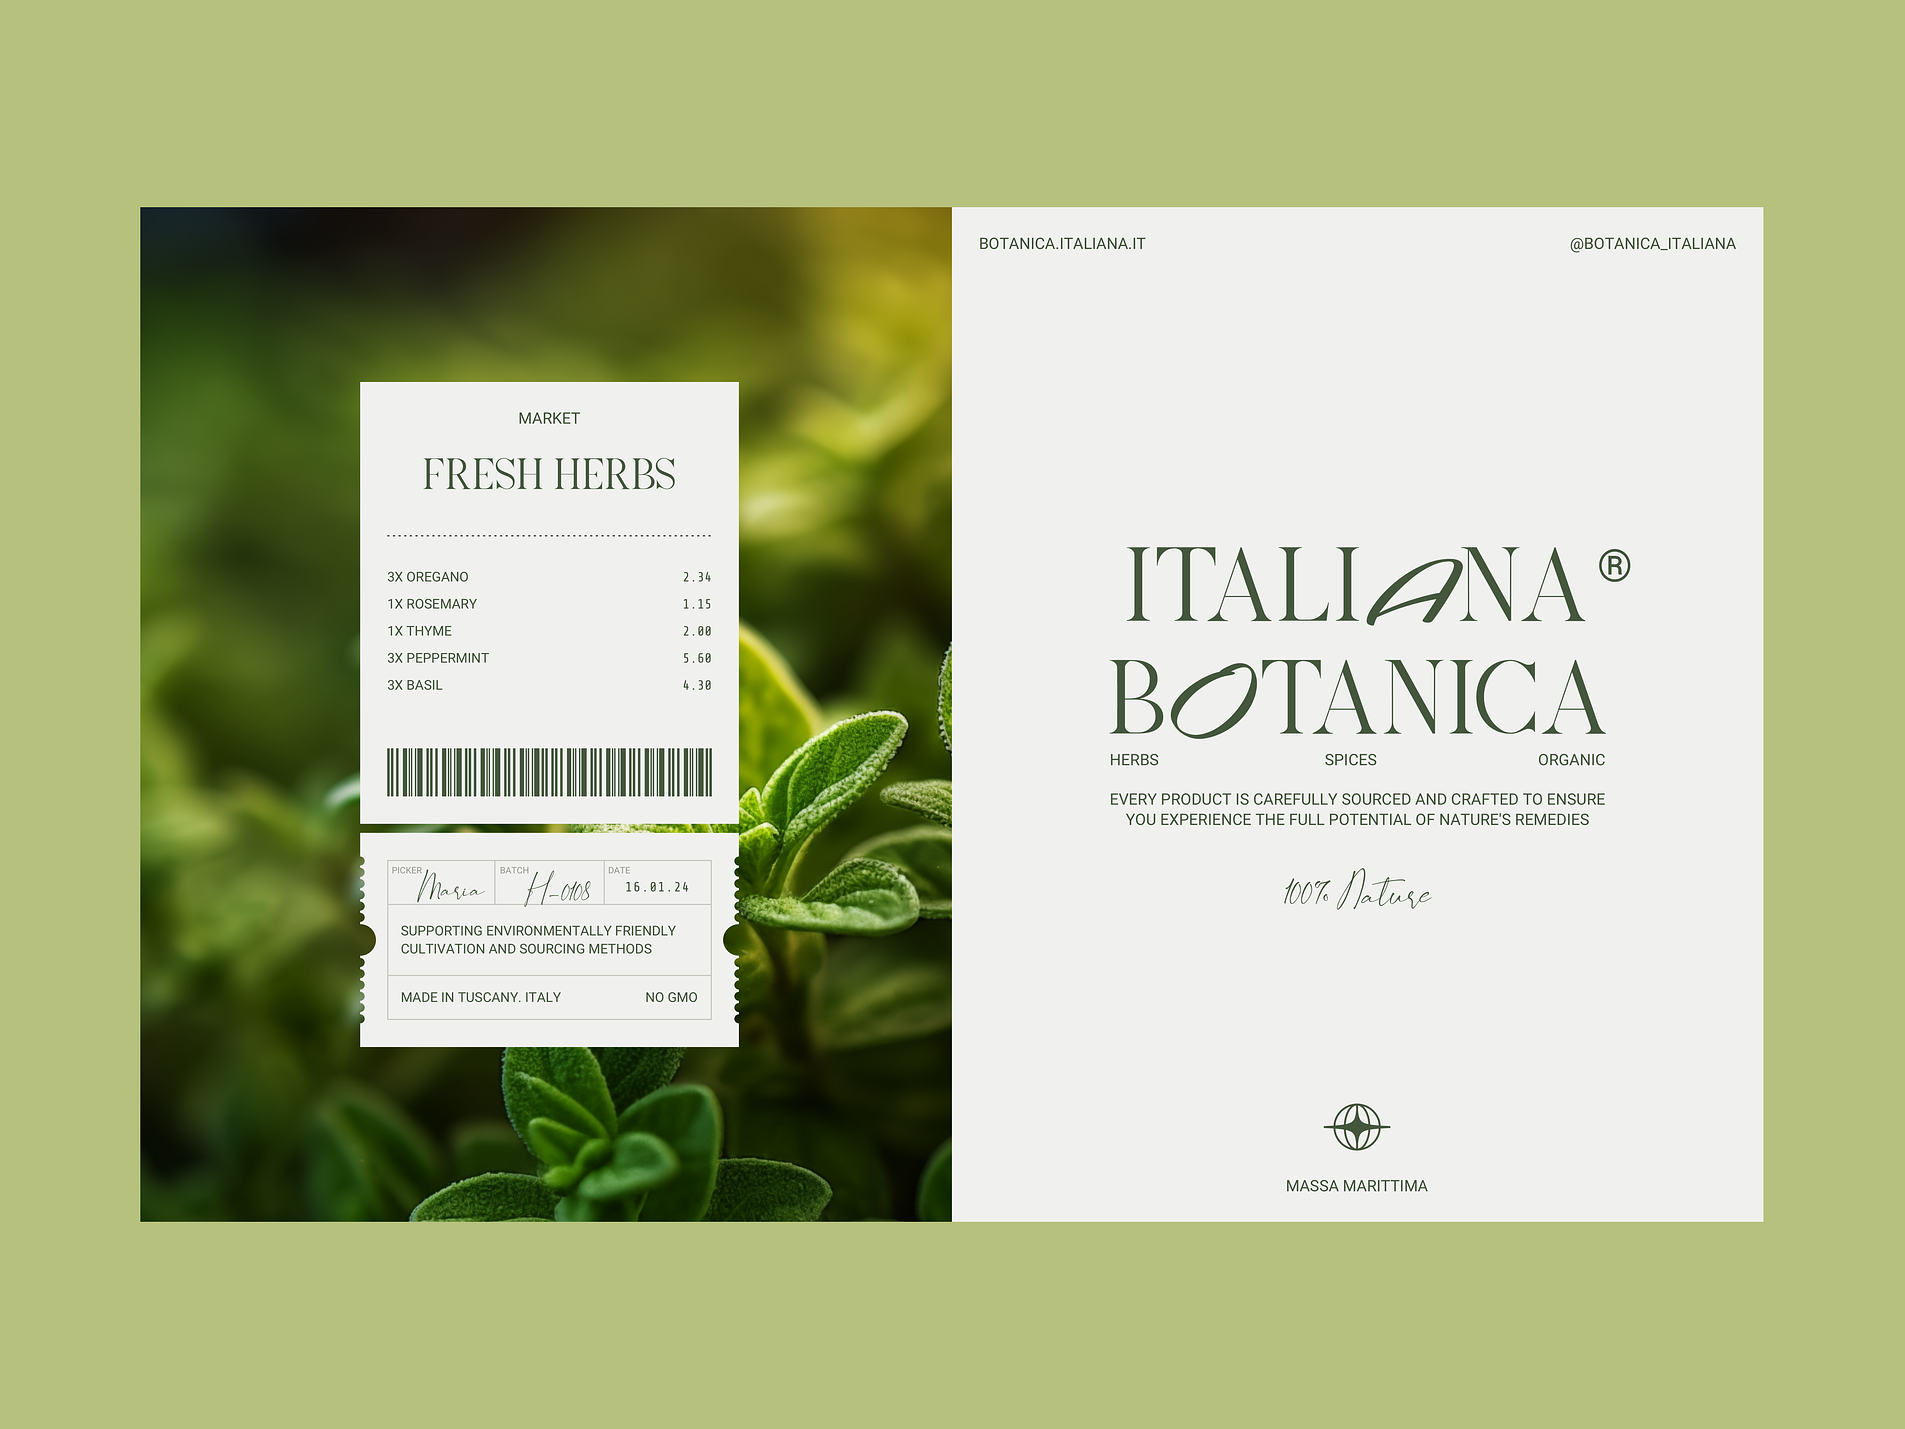 MARKET
FRESH HERBS
3X OREGANO 2.34
1X ROSEMARY 1.15
1X THYME 2.00
3X PEPPERMINT 5.60
3X BASIL 4.30
PICKER Maria BATCH H-0108 DATE 16.01.24
SUPPORTING ENVIRONMENTALLY FRIENDLY
CULTIVATION AND SOURCING METHODS
MADE IN TUSCANY. ITALY NO GMO
BOTANICA.ITALIANA.IT @BOTANICA_ITALIANA
ITALIANA ®
BOTANICA
HERBS SPICES ORGANIC
EVERY PRODUCT IS CAREFULLY SOURCED AND CRAFTED TO ENSURE
YOU EXPERIENCE THE FULL POTENTIAL OF NATURE'S REMEDIES
100% Nature
MASSA MARITTIMA